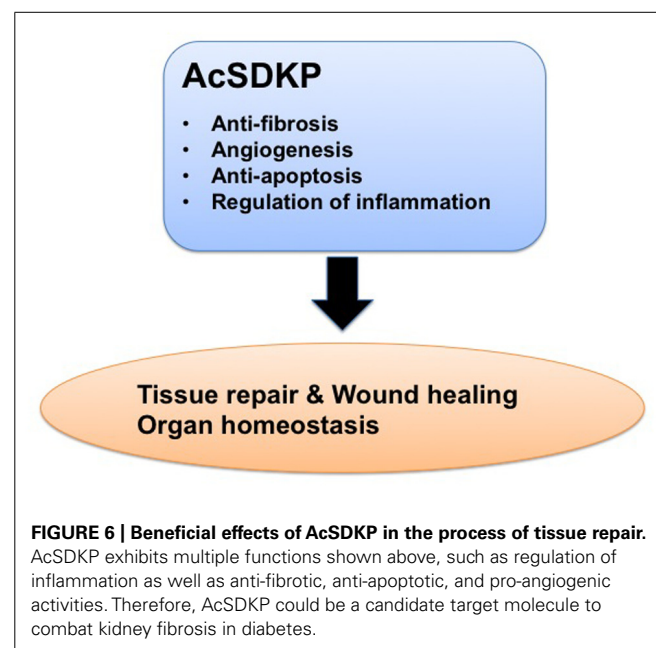 AcSDKP
• Anti-fibrosis
• Angiogenesis
• Anti-apoptosis
• Regulation of inflammation
Tissue repair & Wound healing
Organ homeostasis
FIGURE 6 | Beneficial effects of AcSDKP in the process of tissue repair.
AcSDKP exhibits multiple functions shown above, such as regulation of
inflammation as well as anti-fibrotic, anti-apoptotic, and pro-angiogenic
activities. Therefore, AcSDKP could be a candidate target molecule to
combat kidney fibrosis in diabetes.